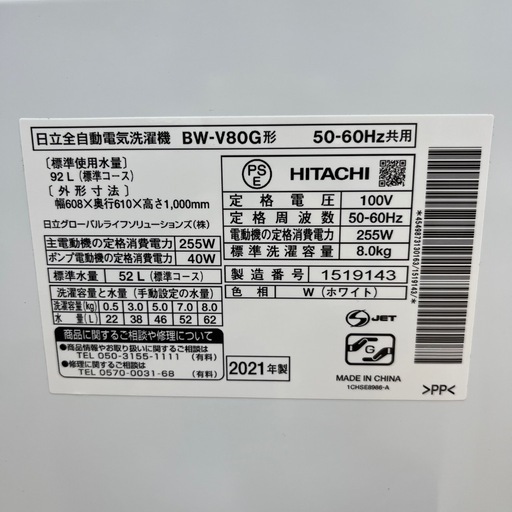 日立全自動電気洗濯機 BW-V80G形 50-60Hz共用
〔標準使用水量〕
92L(標準コース)
〔外形寸法〕
幅608×奥行610×高さ1,000mm
日立グローバルライフソリューションズ(株)
主電動機の定格消費電力 255W
ポンプ電動機の定格消費電力 40W
標準水量 52L(標準コース)
洗濯容量と水量(手動設定の水量)
洗濯容量(kg) 0.5 3.0 5.0 7.0 8.0
水量(L) 22 38 46 52 62
商品に関するご相談や修理について
●商品情報やお取り扱いに関するご相談は
TEL 050-3155-1111(有料)
●修理に関するご相談は
TEL 0570-0031-68(有料)
PS
E
HITACHI
定格電圧 100V
定格周波数 50-60Hz
定格消費電力 255W
標準洗濯容量 8.0kg
製造番号 1519143
色相 W(ホワイト)
2021年製
S JET
G
MADE IN CHINA
1CHSE8986-A
>PP<
*4549873130163/1519143/*